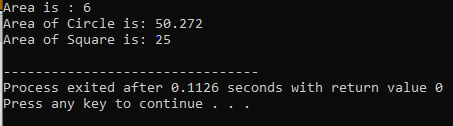 Area is : 6
Area of Circle is: 50.272
Area of Square is: 25
--------------------------------
Process exited after 0.1126 seconds with return value 0
Press any key to continue . . .